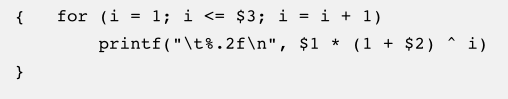 {   for (i = 1; i <= $3; i = i + 1)
        printf("\t%.2f\n", $1 * (1 + $2) ^ i)
}